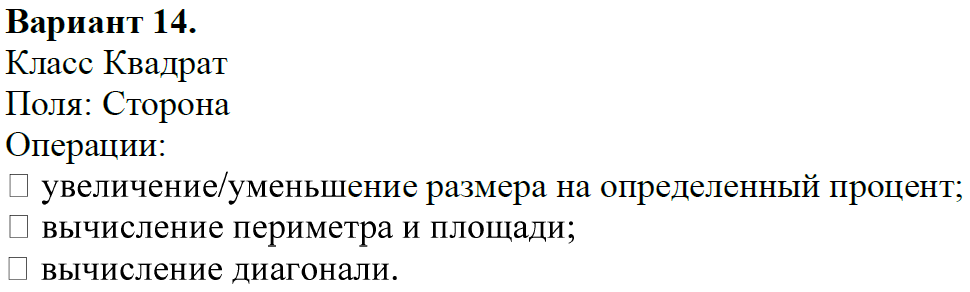 Вариант 14.
Класс Квадрат
Поля: Сторона
Операции:
□ увеличение/уменьшение размера на определенный процент;
□ вычисление периметра и площади;
□ вычисление диагонали.